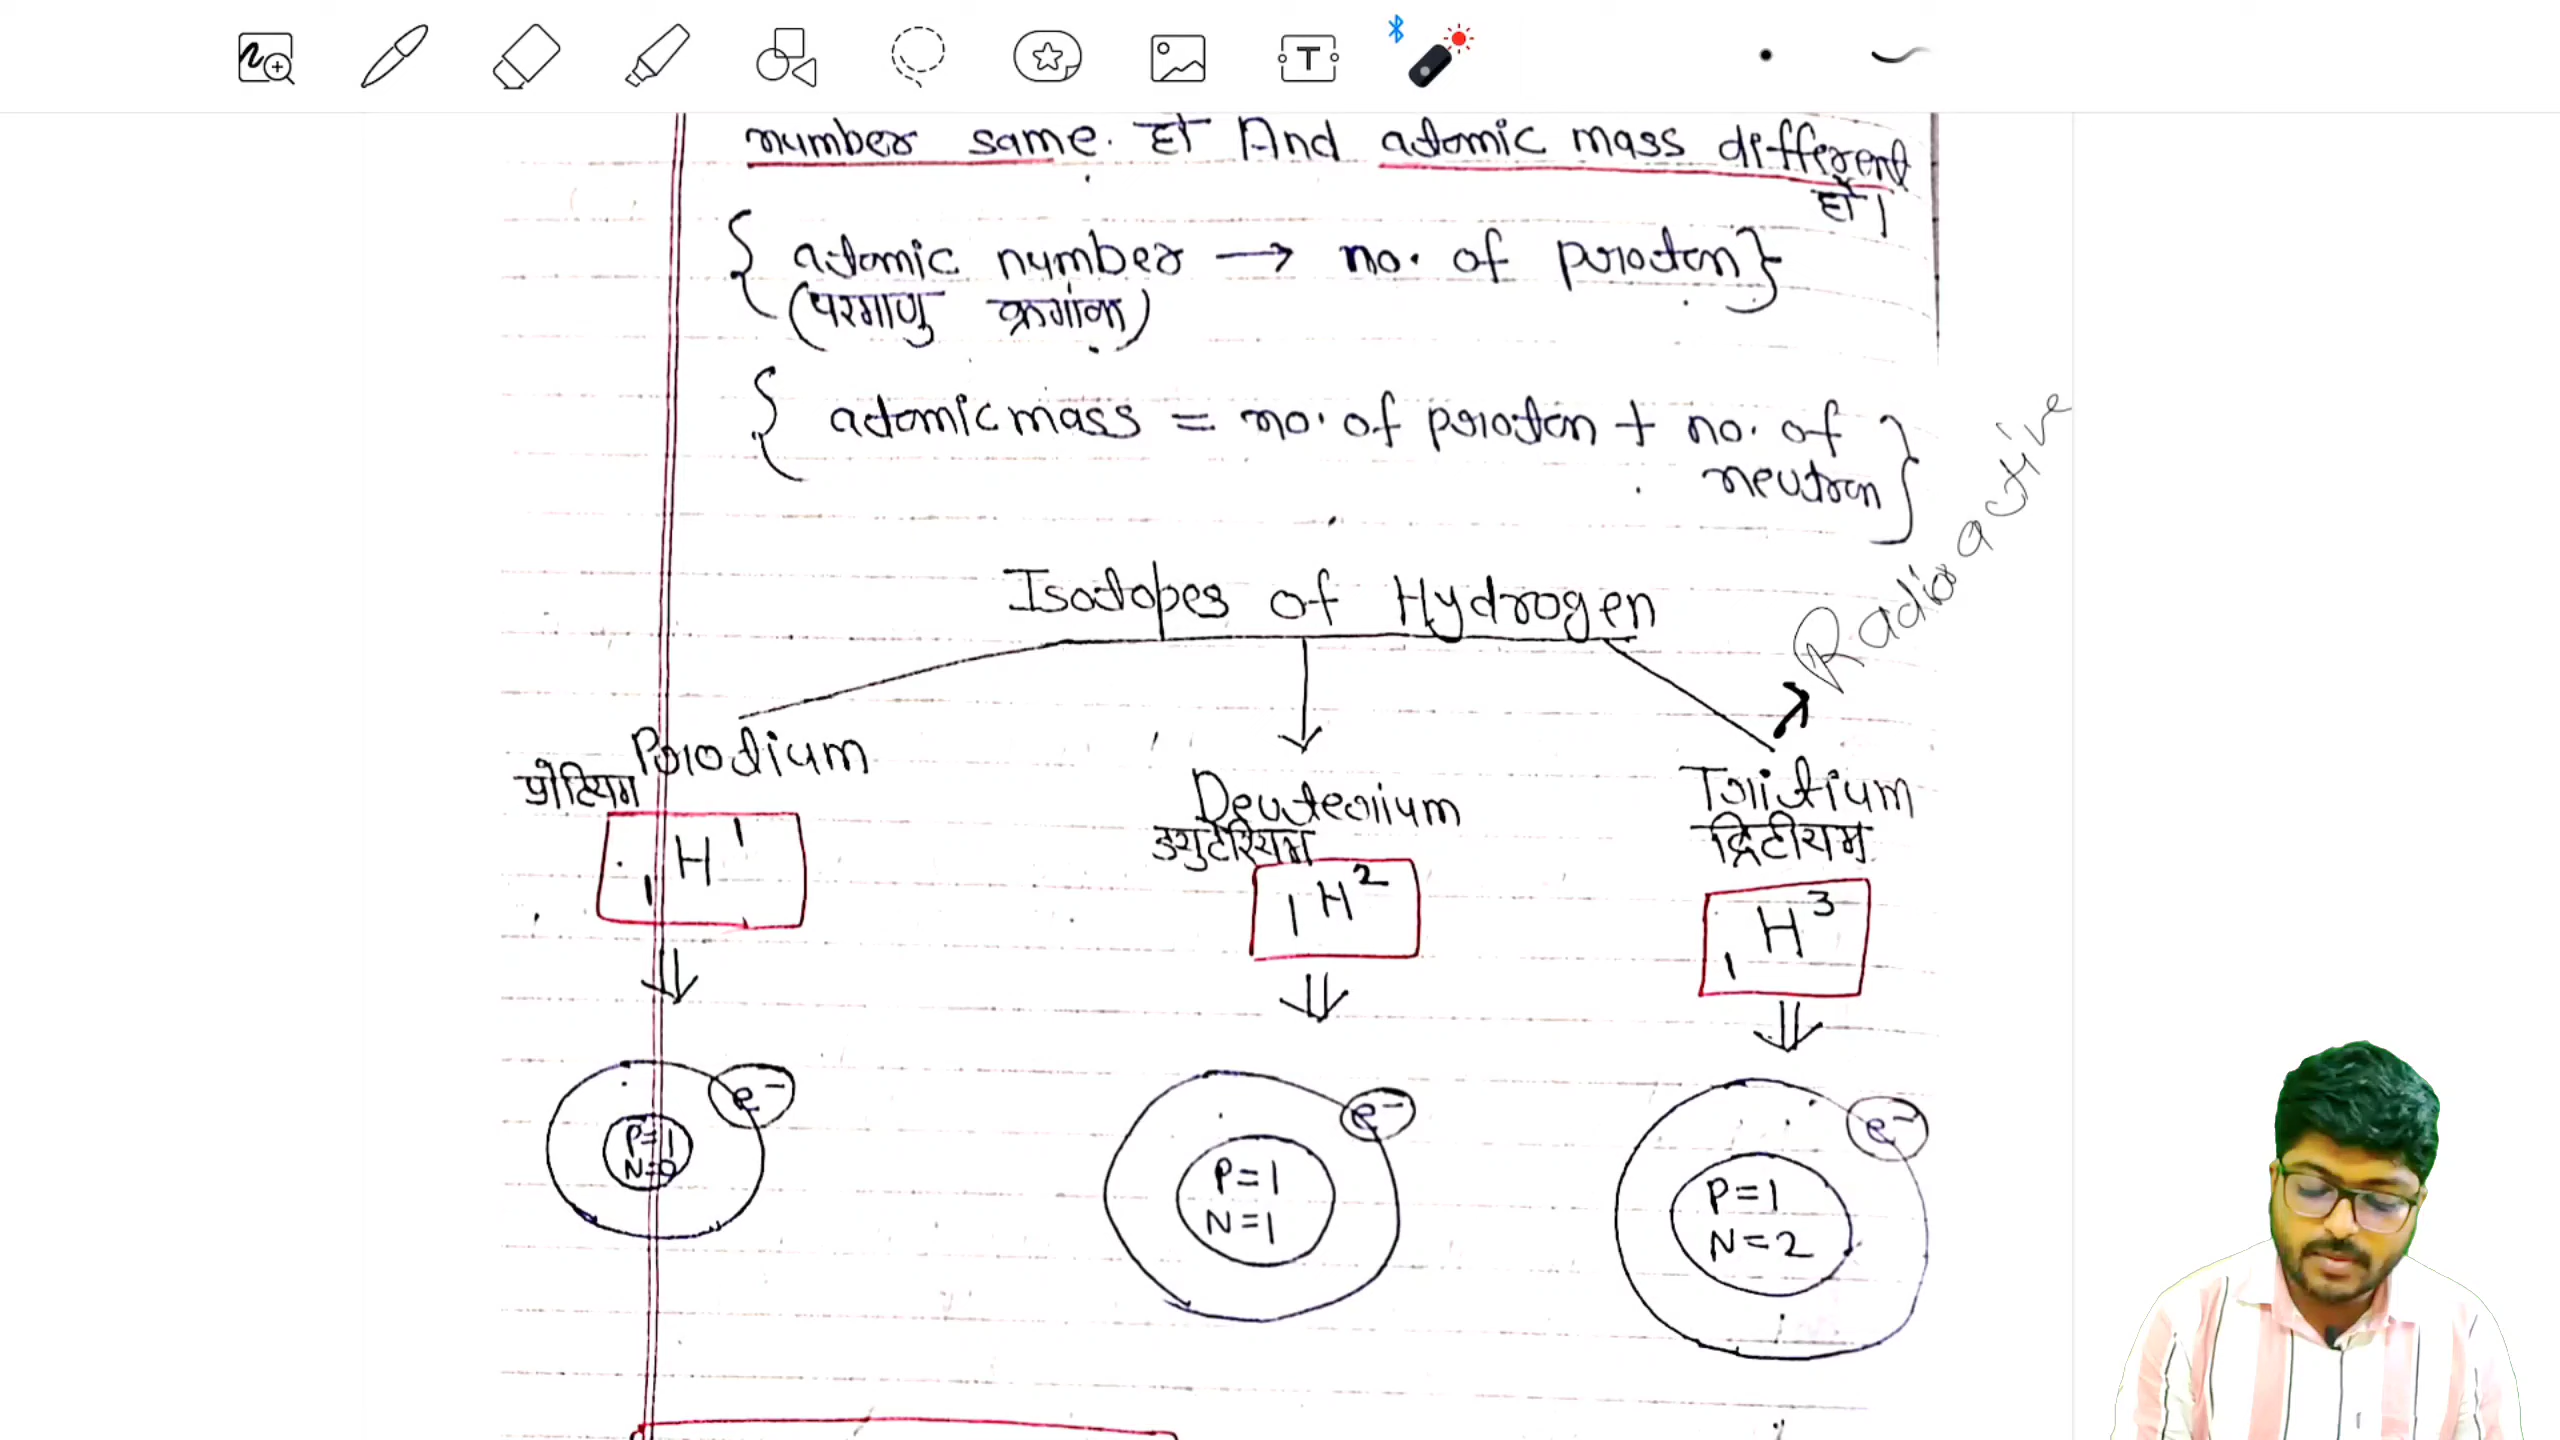 T
number same. हो And atomic mass different
हो।
{ atomic number → no. of proton }
(परमाणु क्रमांक)
{ atomic mass = no. of proton + no. of
neutron }
Radioactive
Isotopes of Hydrogen
Protium
प्रोटियम
Deuterium
ड्युटेरियम
Tritium
ट्रिटीयम
1H1
1H2
1H3
e-
P=1
N=0
e-
P=1
N=1
e-
P=1
N=2